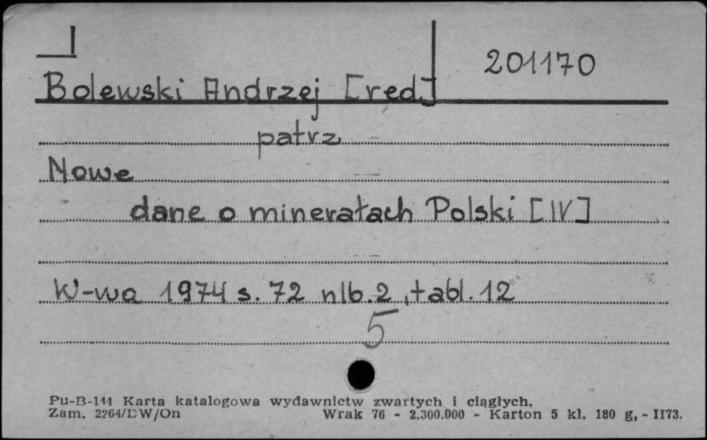 201170
Bolewski Andrzej [red.]
patrz
Nowe
dane o minerałach Polski [IV]
W-wa 1974 s. 72 nlb. 2, tabl. 12
5
Pu-B-141 Karta katalogowa wydawnictw zwartych i ciągłych.
Zam. 2264/DW/On Wrak 76 - 2.300.000 - Karton 5 kl. 180 g, - II73.